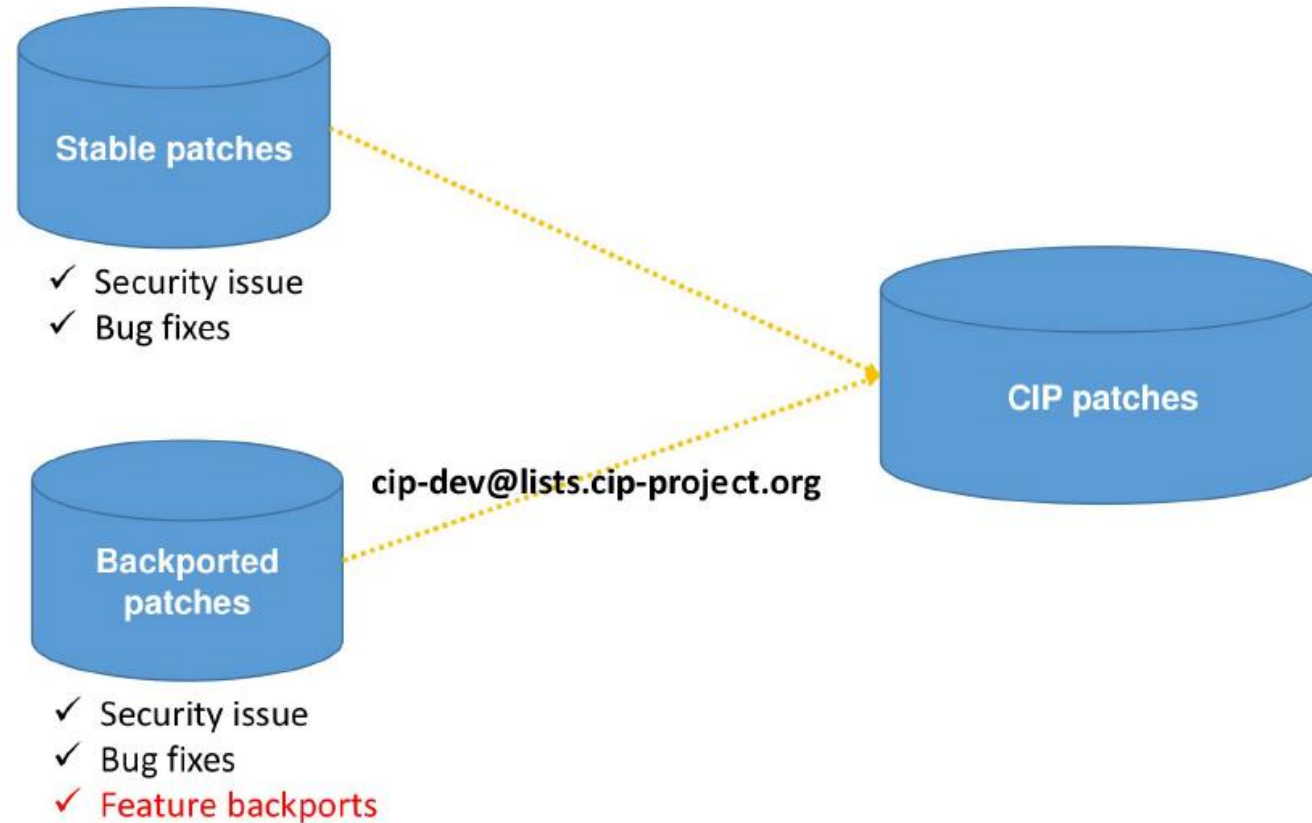 Stable patches
✓ Security issue
✓ Bug fixes
CIP patches
cip-dev@lists.cip-project.org
Backported
patches
✓ Security issue
✓ Bug fixes
✓ Feature backports